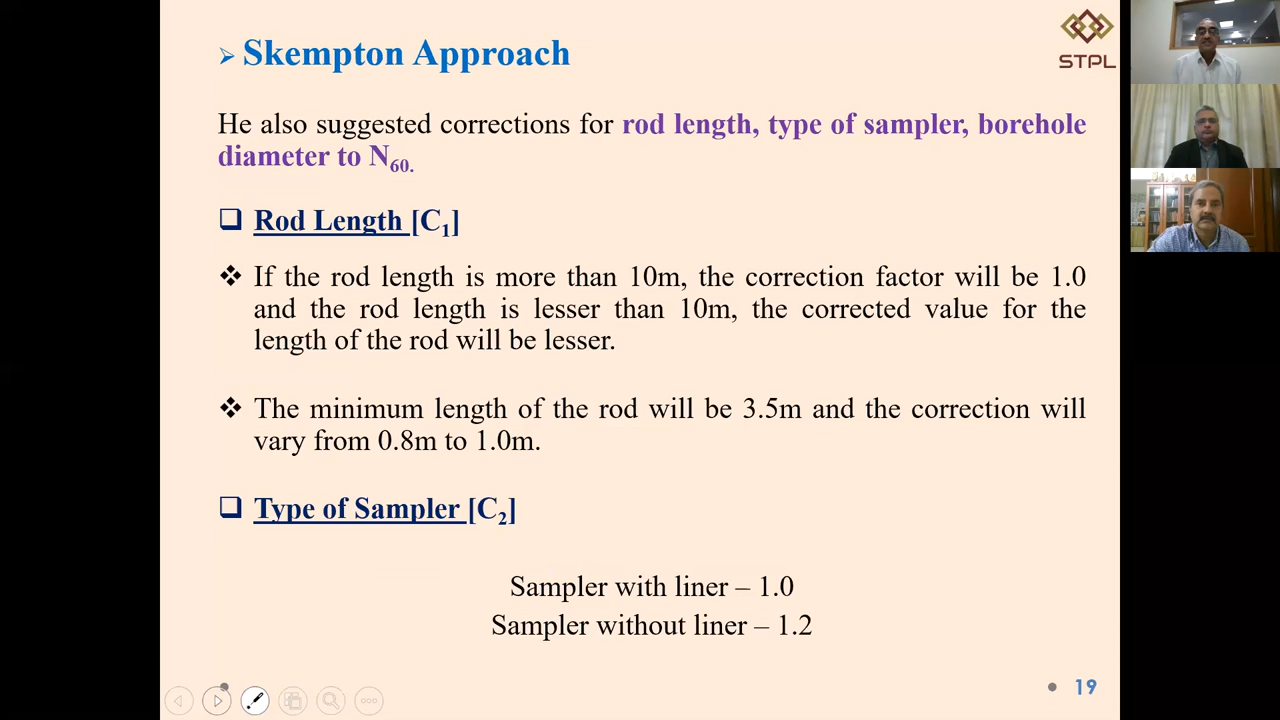 Skempton Approach
STPL
He also suggested corrections for rod length, type of sampler, borehole
diameter to N60.
Rod Length [C1]
If the rod length is more than 10m, the correction factor will be 1.0
and the rod length is lesser than 10m, the corrected value for the
length of the rod will be lesser.
The minimum length of the rod will be 3.5m and the correction will
vary from 0.8m to 1.0m.
Type of Sampler [C2]
Sampler with liner – 1.0
Sampler without liner – 1.2
19